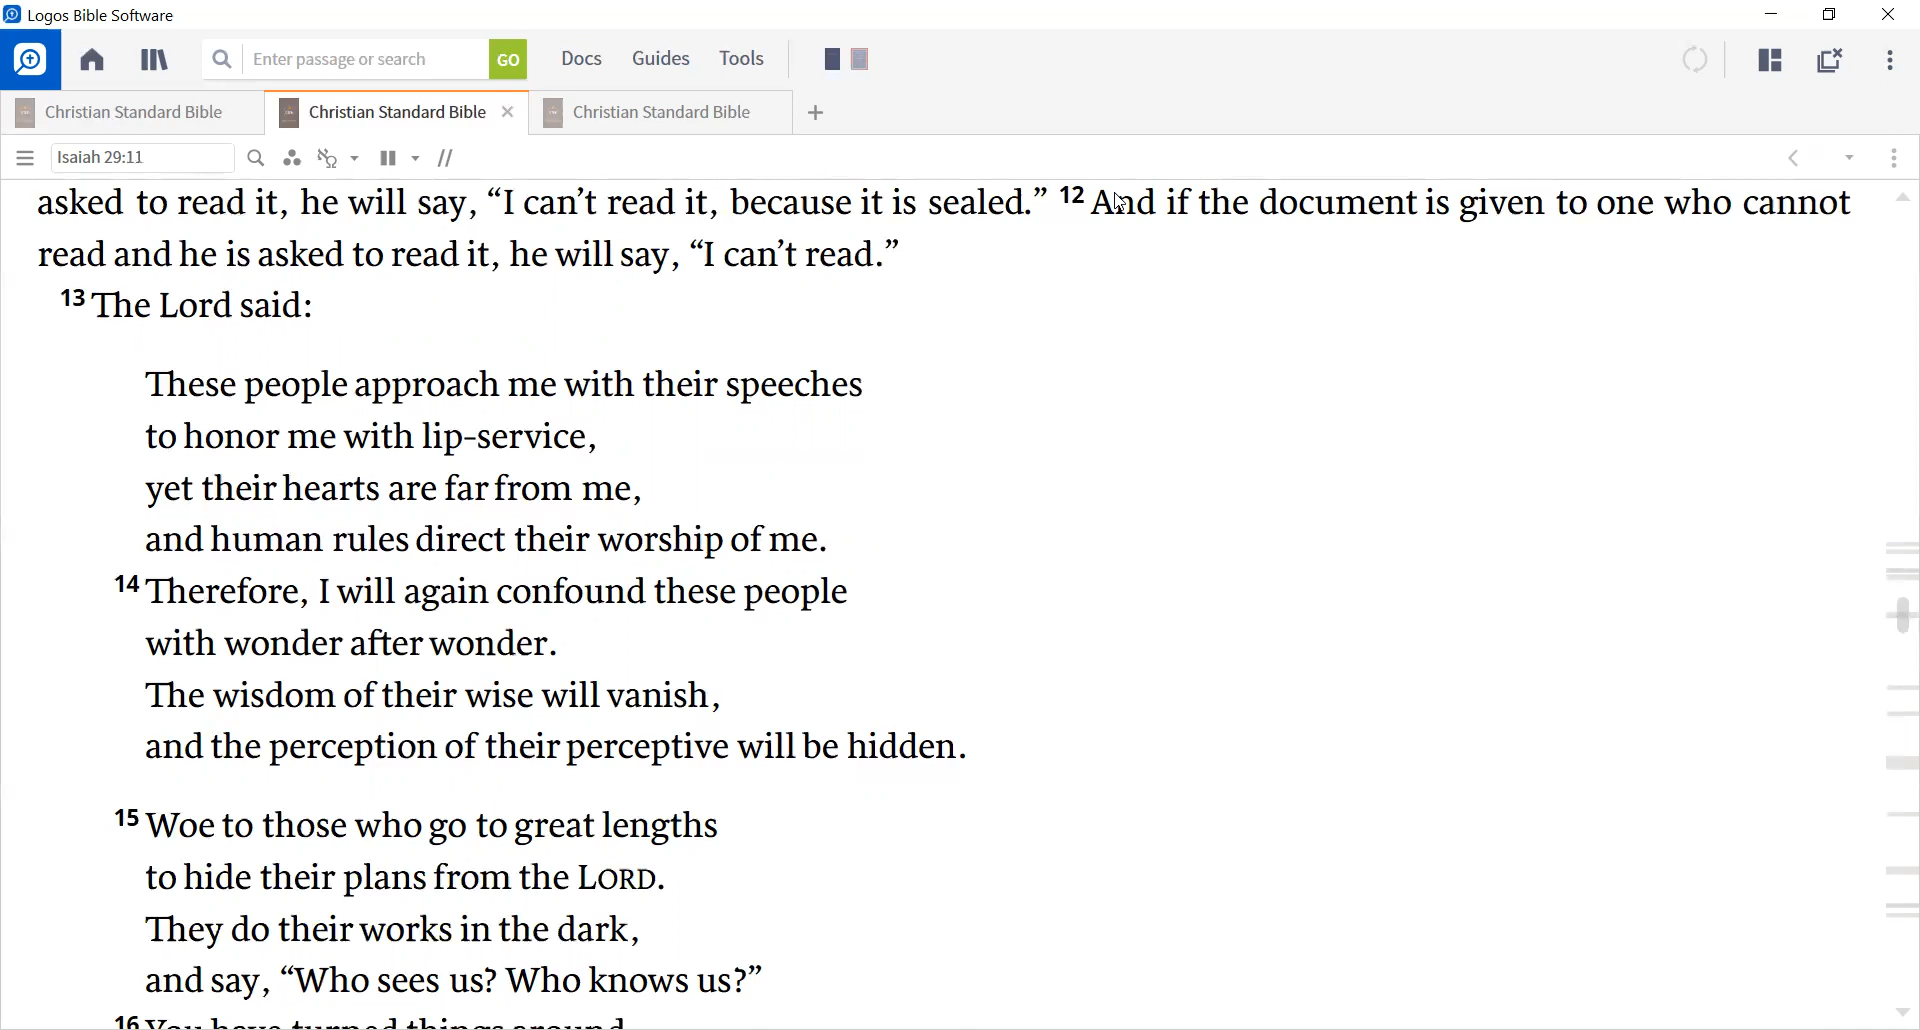 Logos Bible Software
Enter passage or search
GO
Docs
Guides
Tools
Christian Standard Bible
Christian Standard Bible
Christian Standard Bible
Isaiah 29:11
asked to read it, he will say, “I can’t read it, because it is sealed.” 12 And if the document is given to one who cannot
read and he is asked to read it, he will say, “I can’t read.”
13 The Lord said:
These people approach me with their speeches
to honor me with lip-service,
yet their hearts are far from me,
and human rules direct their worship of me.
14 Therefore, I will again confound these people
with wonder after wonder.
The wisdom of their wise will vanish,
and the perception of their perceptive will be hidden.
15 Woe to those who go to great lengths
to hide their plans from the LORD.
They do their works in the dark,
and say, “Who sees us? Who knows us?”
16 You have turned things around